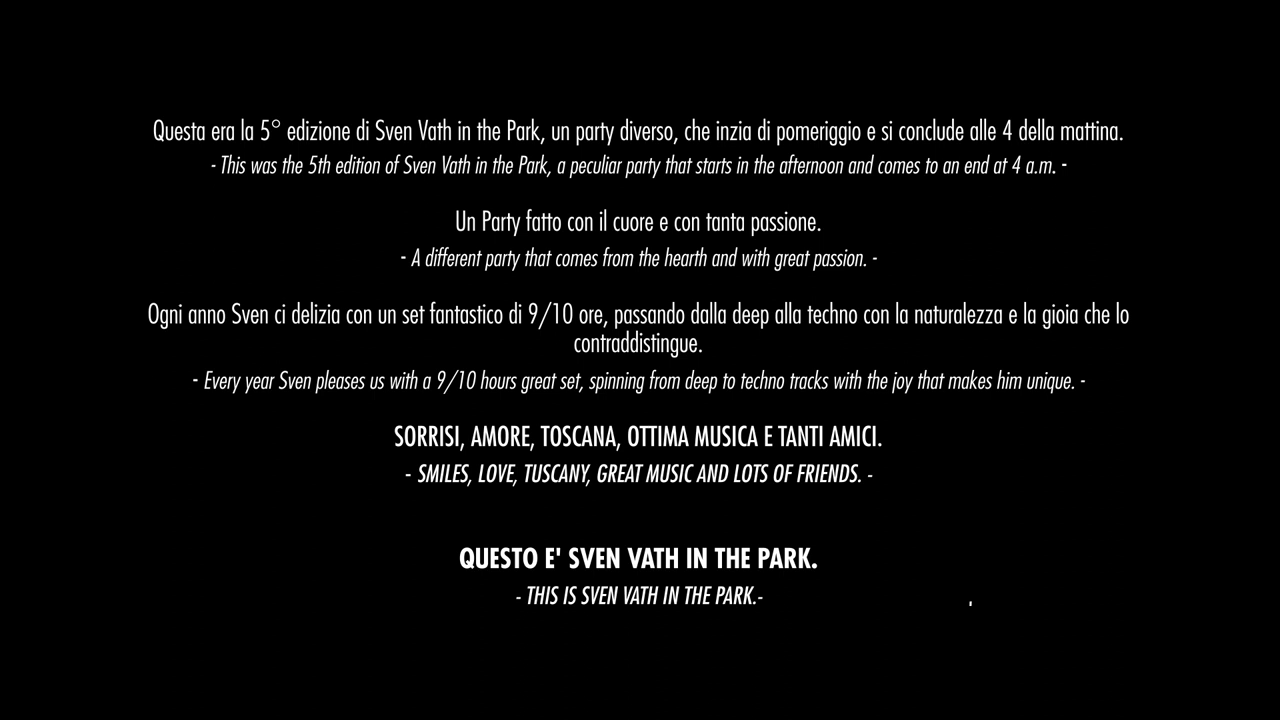 Questa era la 5° edizione di Sven Vath in the Park, un party diverso, che inzia di pomeriggio e si conclude alle 4 della mattina.
- This was the 5th edition of Sven Vath in the Park, a peculiar party that starts in the afternoon and comes to an end at 4 a.m. -
Un Party fatto con il cuore e con tanta passione.
- A different party that comes from the hearth and with great passion. -
Ogni anno Sven ci delizia con un set fantastico di 9/10 ore, passando dalla deep alla techno con la naturalezza e la gioia che lo
contraddistingue.
- Every year Sven pleases us with a 9/10 hours great set, spinning from deep to techno tracks with the joy that makes him unique. -
SORRISI, AMORE, TOSCANA, OTTIMA MUSICA E TANTI AMICI.
- SMILES, LOVE, TUSCANY, GREAT MUSIC AND LOTS OF FRIENDS. -
QUESTO E' SVEN VATH IN THE PARK.
- THIS IS SVEN VATH IN THE PARK.-